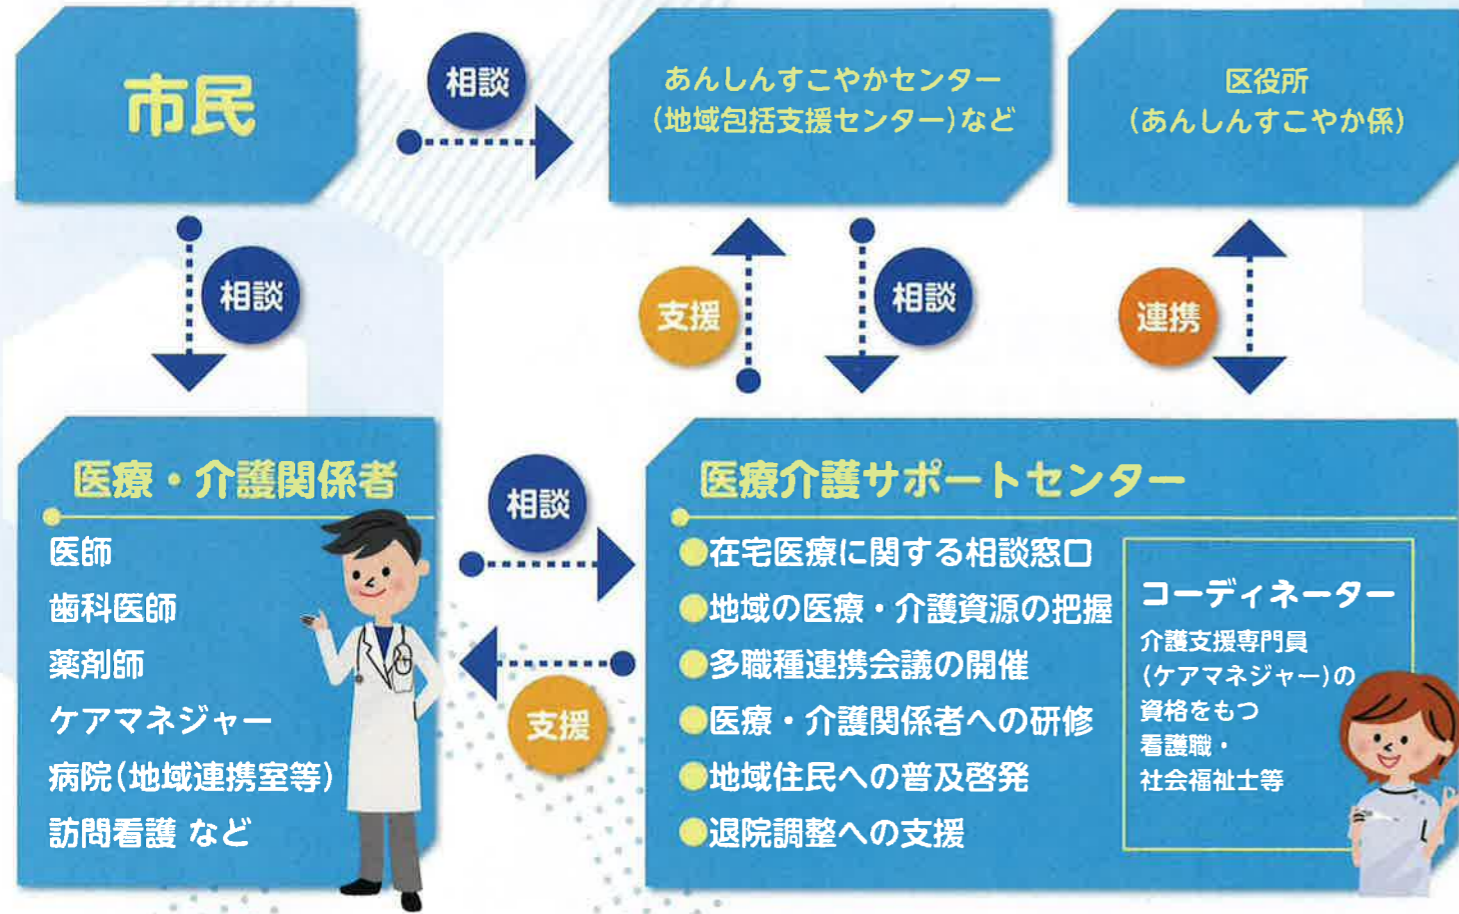 市民
相談
あんしんすこやかセンター
(地域包括支援センター)など
区役所
(あんしんすこやか係)
相談
支援
相談
連携
医療・介護関係者
医師
歯科医師
薬剤師
ケアマネジャー
病院(地域連携室等)
訪問看護 など
相談
支援
医療介護サポートセンター
●在宅医療に関する相談窓口
●地域の医療・介護資源の把握
●多職種連携会議の開催
●医療・介護関係者への研修
●地域住民への普及啓発
●退院調整への支援
コーディネーター
介護支援専門員
(ケアマネジャー)の
資格をもつ
看護職・
社会福祉士等